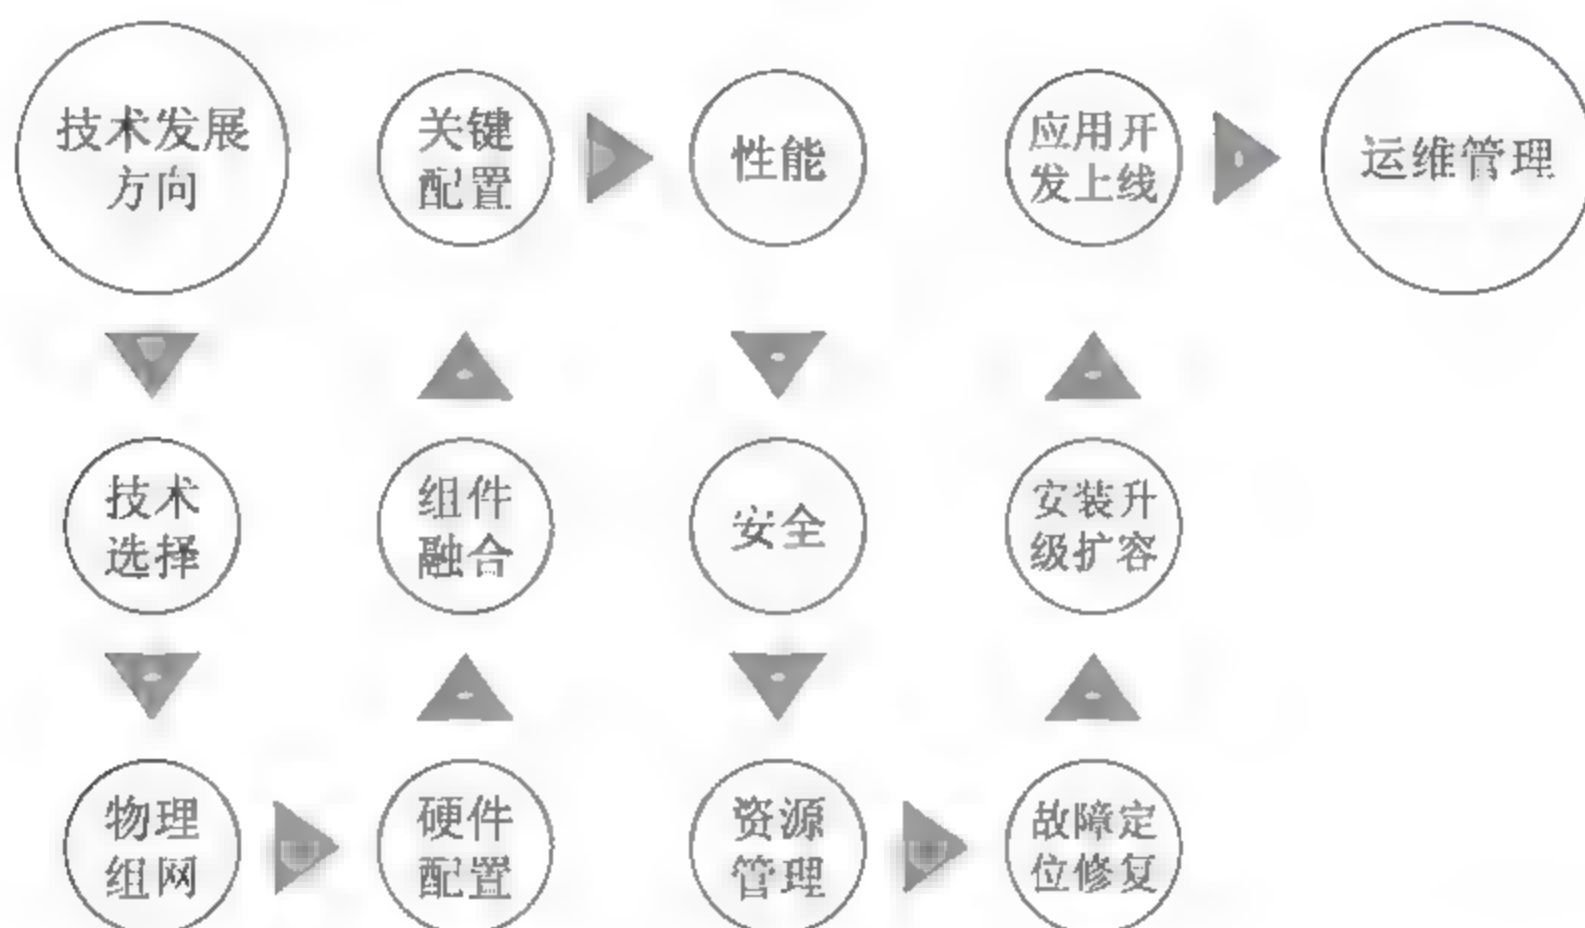 技术发展
方向
关键
配置
性能
应用开
发上线
运维管理
技术
选择
组件
融合
安全
安装升
级扩容
物理
组网
硬件
配置
资源
管理
故障定
位修复